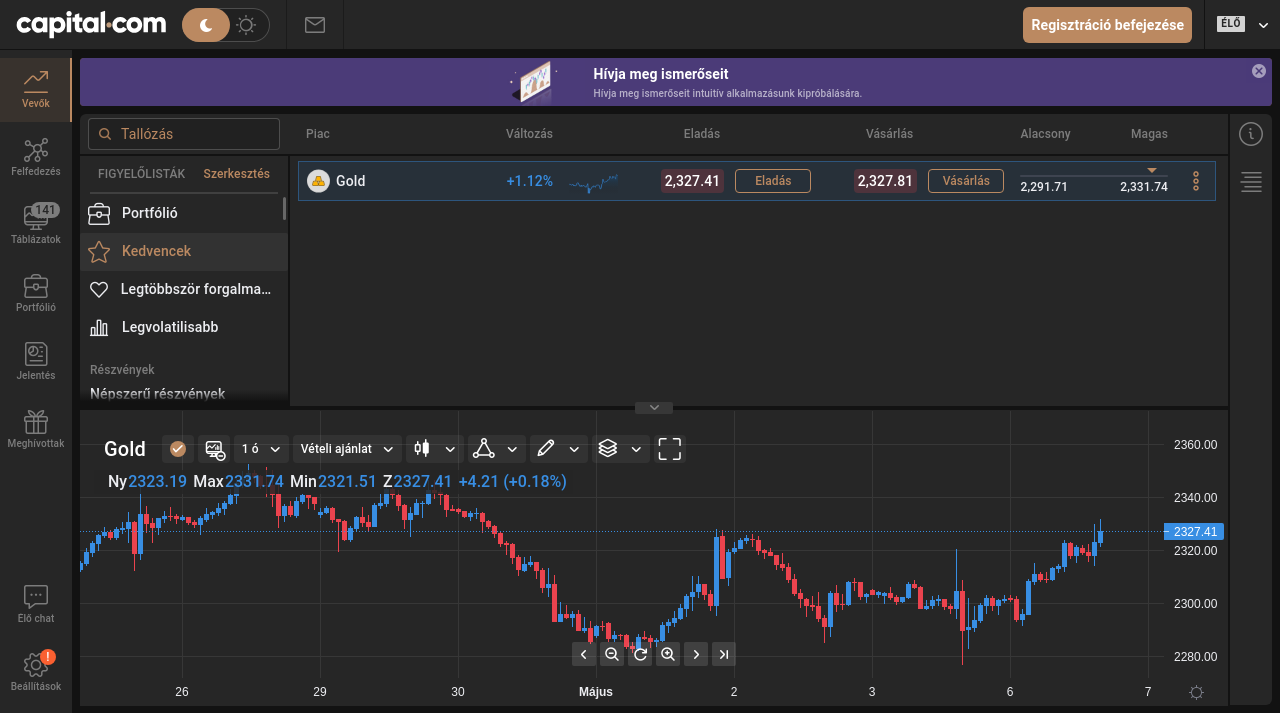 capital.com
Regisztráció befejezése
ÉLŐ
Hívja meg ismerőseit
Hívja meg ismerőseit intuitív alkalmazásunk kipróbálására.
Vevők
Felfedezés
141
Táblázatok
Portfólió
Jelentés
Meghívottak
Elő chat
!
Beállítások
Tallózás
Piac Változás Eladás Vásárlás Alacsony Magas
FIGYELŐLISTÁK Szerkesztés
Portfólió
Kedvencek
Legtöbbször forgalma...
Legvolatilisabb
Részvények
Népszerű részvények
Gold +1.12% 2,327.41 Eladás 2,327.81 Vásárlás 2,291.71 2,331.74
Gold 1 ó Vételi ajánlat
Ny2323.19 Max2331.74 Min2321.51 Z2327.41 +4.21 (+0.18%)
2360.00
2340.00
2327.41
2320.00
2300.00
2280.00
26 29 30 Május 2 3 6 7